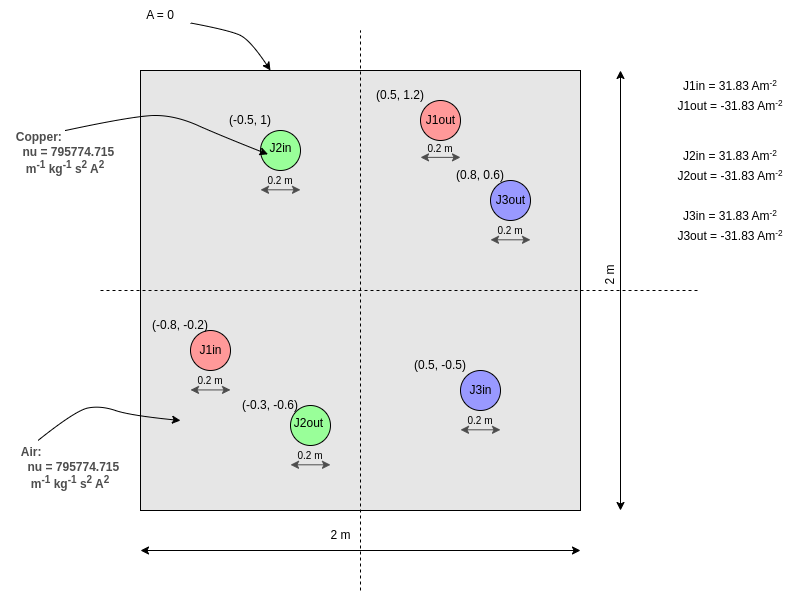 A = 0
J1in = 31.83 Am⁻²
J1out = -31.83 Am⁻²
(0.5, 1.2)
J1out
0.2 m
(-0.5, 1)
J2in
0.2 m
Copper:
nu = 795774.715
m⁻¹ kg⁻¹ s² A²
J2in = 31.83 Am⁻²
J2out = -31.83 Am⁻²
(0.8, 0.6)
J3out
0.2 m
J3in = 31.83 Am⁻²
J3out = -31.83 Am⁻²
2 m
(-0.8, -0.2)
J1in
0.2 m
(0.5, -0.5)
J3in
0.2 m
(-0.3, -0.6)
J2out
0.2 m
Air:
nu = 795774.715
m⁻¹ kg⁻¹ s² A²
2 m